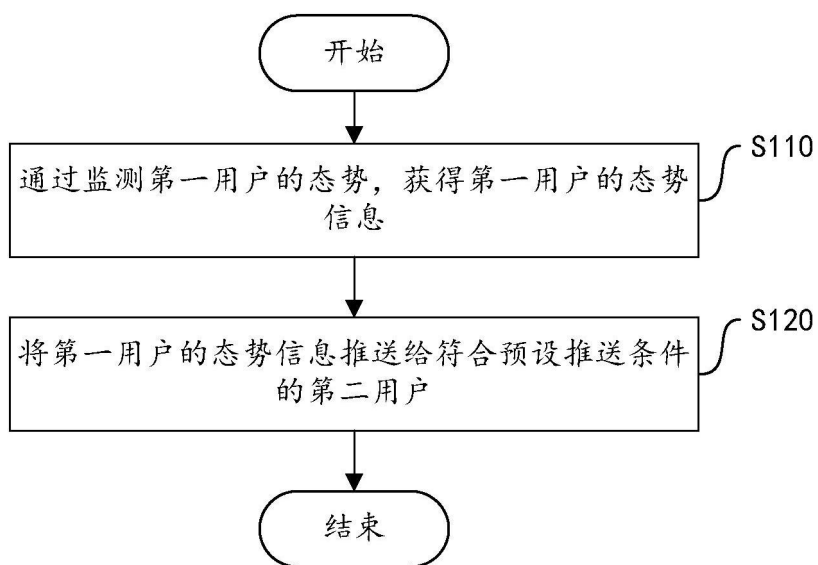 开始
S110
通过监测第一用户的态势，获得第一用户的态势
信息
S120
将第一用户的态势信息推送给符合预设推送条件
的第二用户
结束